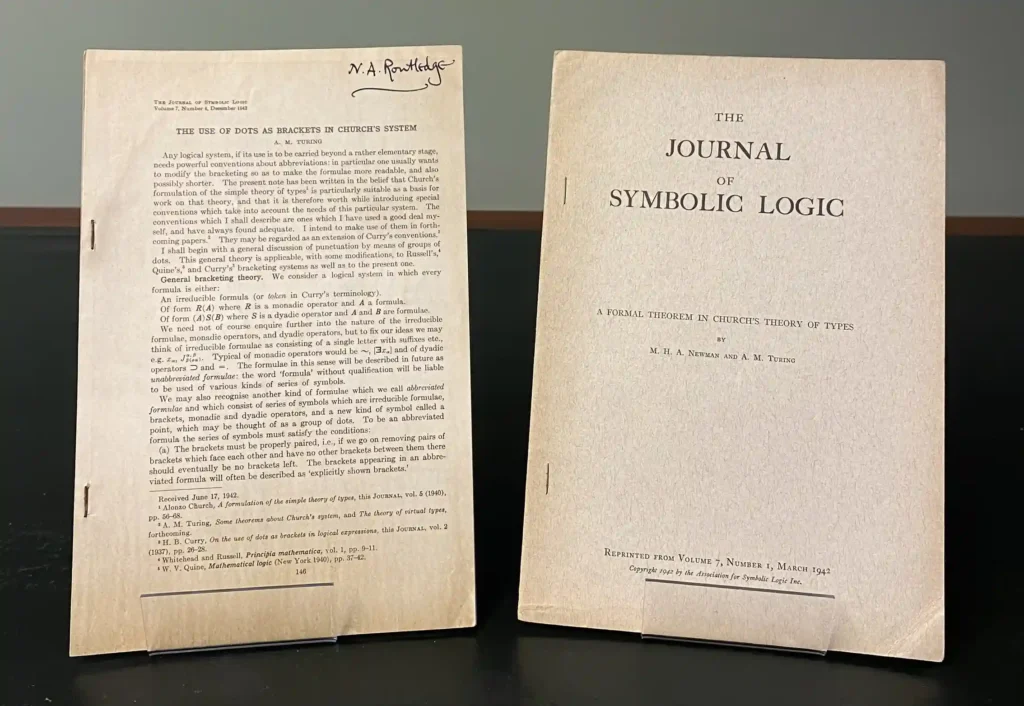 N. A. Routledge
THE JOURNAL OF SYMBOLIC LOGIC
Volume 7, Number 4, December 1942
THE USE OF DOTS AS BRACKETS IN CHURCH'S SYSTEM
A. M. TURING
Any logical system, if its use is to be carried beyond a rather elementary stage,
needs powerful conventions about abbreviations: in particular one usually wants
to modify the bracketing so as to make the formulae more readable, and also
possibly shorter. The present note has been written in the belief that Church's
formulation of the simple theory of types¹ is particularly suitable as a basis for
work on that theory, and that it is therefore worth while introducing special
conventions which take into account the needs of this particular system. The
conventions which I shall describe are ones which I have used a good deal my-
self, and have always found adequate. I intend to make use of them in forth-
coming papers.² They may be regarded as an extension of Curry's conventions.³
I shall begin with a general discussion of punctuation by means of groups of
dots. This general theory is applicable, with some modifications, to Russell's,⁴
Quine's,⁵ and Curry's³ bracketing systems as well as to the present one.
General bracketing theory. We consider a logical system in which every
formula is either:
An irreducible formula (or token in Curry's terminology).
Of form R(A) where R is a monadic operator and A a formula.
Of form (A)S(B) where S is a dyadic operator and A and B are formulae.
We need not of course enquire further into the nature of the irreducible
formulae, monadic operators, and dyadic operators, but to fix our ideas we may
think of irreducible formulae as consisting of a single letter with suffixes etc.,
e.g. Typical of monadic operators would be ∼, and of dyadic
operators ⊃ and =. The formulae in this sense will be described in future as
unabbreviated formulae: the word 'formula' without qualification will be liable
to be used of various kinds of series of symbols.
We may also recognise another kind of formulae which we call abbreviated
formulae and which consist of series of symbols which are irreducible formulae,
brackets, monadic and dyadic operators, and a new kind of symbol called a
point, which may be thought of as a group of dots. To be an abbreviated
formula the series of symbols must satisfy the conditions:
(a) The brackets must be properly paired, i.e., if we go on removing pairs of
brackets which face each other and have no other brackets between them there
should eventually be no brackets left. The brackets appearing in an abbre-
viated formula will often be described as 'explicitly shown brackets.'
Received June 17, 1942.
¹ Alonzo Church, A formulation of the simple theory of types, this JOURNAL, vol. 5 (1940),
pp. 56-68.
² A. M. Turing, Some theorems about Church's system, and The theory of virtual types,
forthcoming.
³ H. B. Curry, On the use of dots as brackets in logical expressions, this JOURNAL, vol. 2
(1937), pp. 26-28.
⁴ Whitehead and Russell, Principia mathematica, vol. 1, pp. 9-11.
⁵ W. V. Quine, Mathematical logic (New York 1940), pp. 37-42.
146
THE
JOURNAL
OF
SYMBOLIC LOGIC
A FORMAL THEOREM IN CHURCH'S THEORY OF TYPES
BY
M. H. A. NEWMAN AND A. M. TURING
REPRINTED FROM VOLUME 7, NUMBER 1, MARCH 1942
Copyright 1942 by the Association for Symbolic Logic Inc.